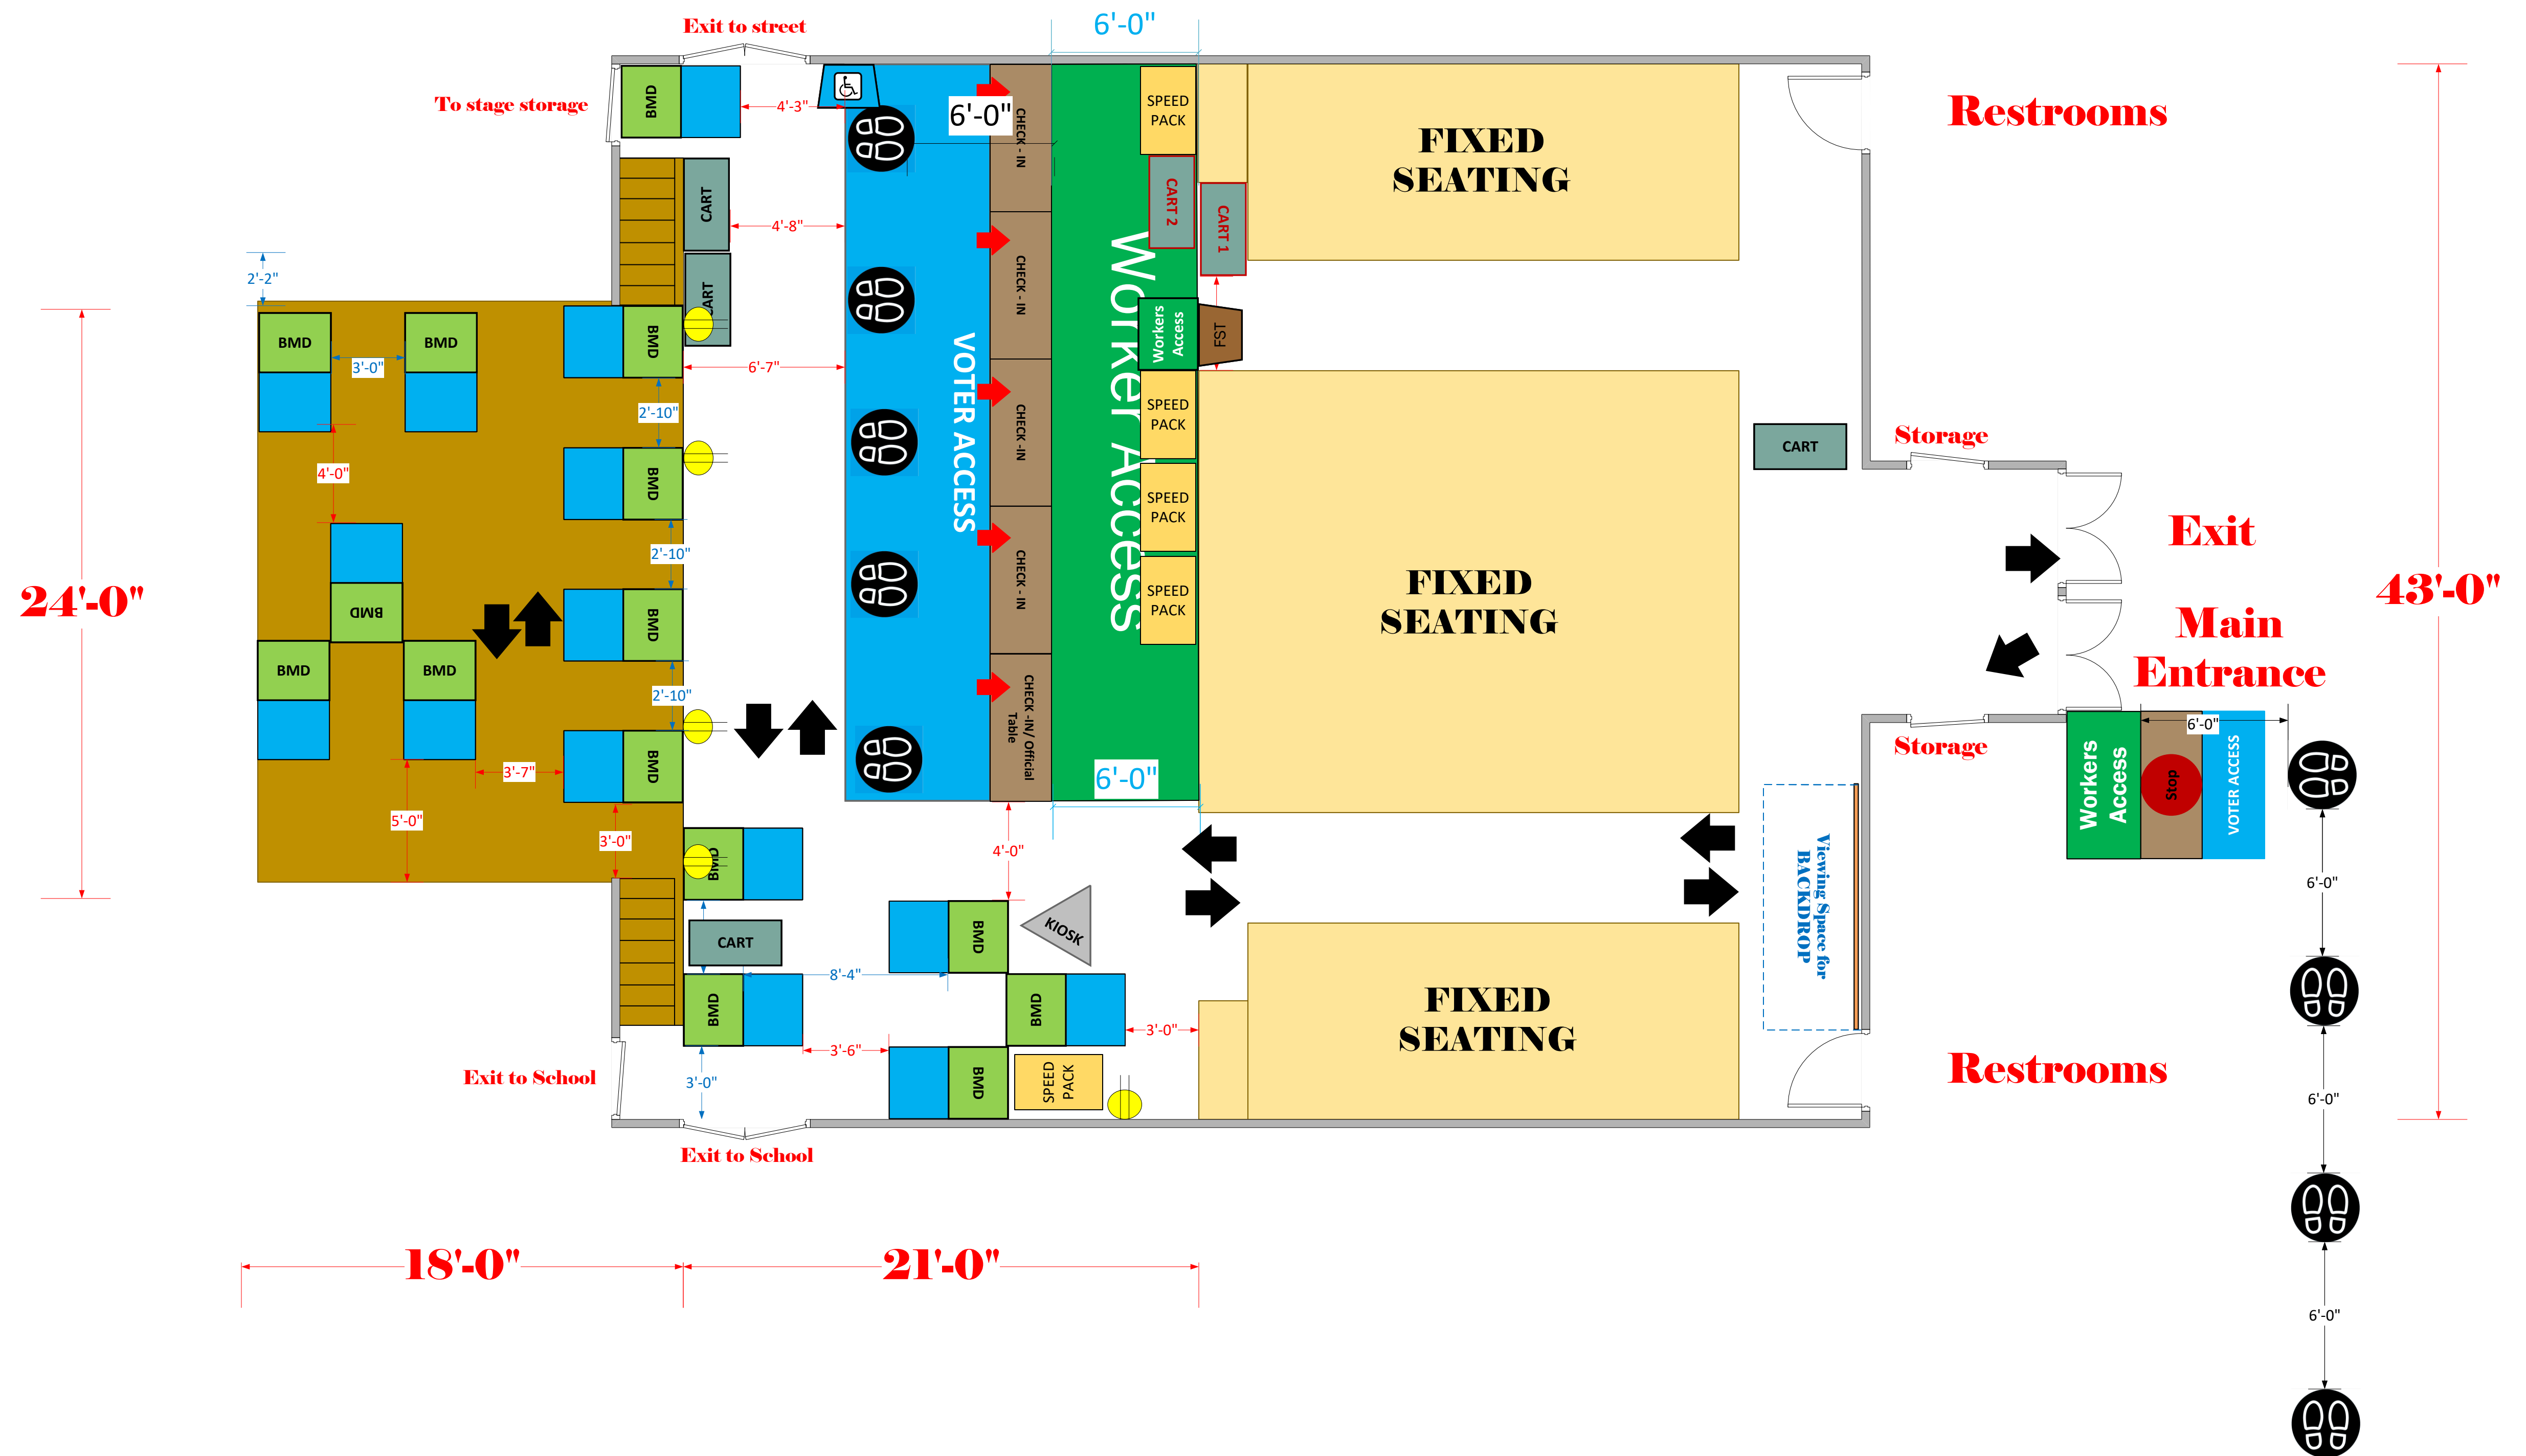 Exit to street
6'-0"
To stage storage
BMD
4'-3"
6'-0"
CHECK - IN
SPEED
PACK
FIXED
SEATING
Restrooms
CART
4'-8"
CART 2
CART 1
2'-2"
CART
CHECK - IN
Workers
Access
FST
BMD
3'-0"
BMD
BMD
6'-7"
2'-10"
VOTER ACCESS
CHECK -IN
Worker Access
SPEED
PACK
CART
Storage
4'-0"
BMD
SPEED
PACK
Exit
2'-10"
CHECK - IN
24'-0"
BMD
BMD
SPEED
PACK
FIXED
SEATING
43'-0"
Main
Entrance
BMD
BMD
2'-10"
CHECK -IN/ Official
Table
Storage
6'-0"
3'-7"
BMD
6'-0"
Workers
Access
Stop
VOTER ACCESS
5'-0"
3'-0"
BMD
4'-0"
Viewing Space for
BACKDROP
6'-0"
CART
BMD
KIOSK
8'-4"
BMD
BMD
3'-0"
FIXED
SEATING
3'-6"
Exit to School
3'-0"
BMD
SPEED
PACK
Restrooms
6'-0"
Exit to School
18'-0"
21'-0"
6'-0"